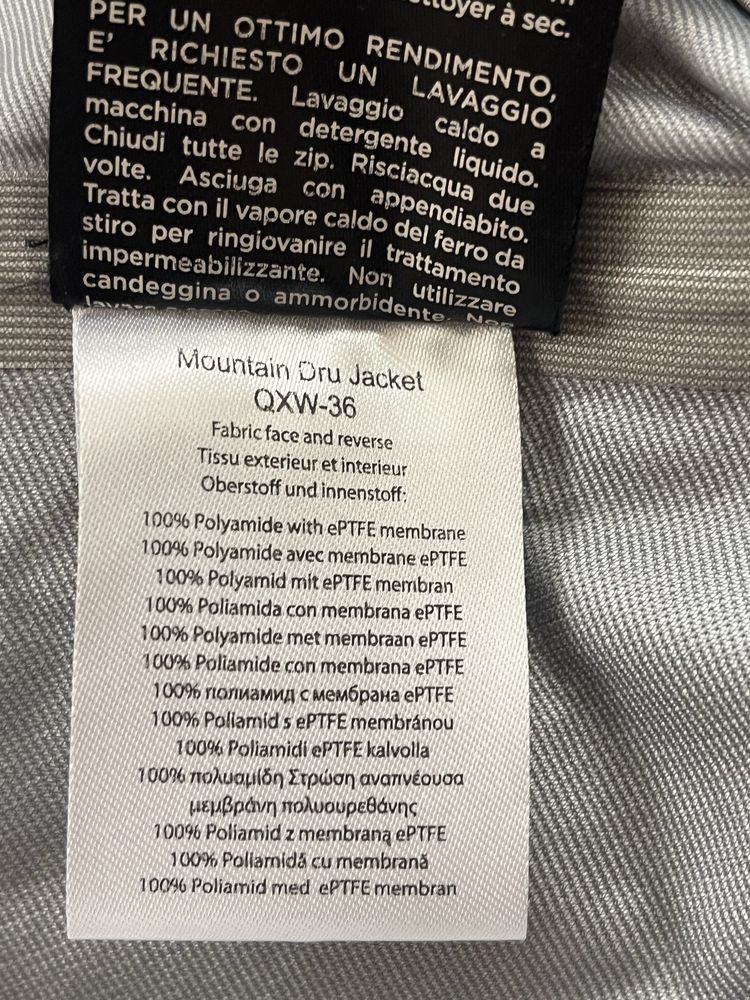 ttoyer à sec.
PER UN OTTIMO RENDIMENTO,
E' RICHIESTO UN LAVAGGIO
FREQUENTE. Lavaggio caldo a
macchina con detergente liquido.
Chiudi tutte le zip. Risciacqua due
volte. Asciuga con appendiabito.
Tratta con il vapore caldo del ferro da
stiro per ringiovanire il trattamento
impermeabilizzante. Non utilizzare
candeggina o ammorbidente. Non
Mountain Dru Jacket
QXW-36
Fabric face and reverse
Tissu exterieur et interieur
Oberstoff und innenstoff:
100% Polyamide with ePTFE membrane
100% Polyamide avec membrane ePTFE
100% Polyamid mit ePTFE membran
100% Poliamida con membrana ePTFE
100% Polyamide met membraan ePTFE
100% Poliamide con membrana ePTFE
100% полиамид с мембрана ePTFE
100% Poliamid s ePTFE membránou
100% Poliamidi ePTFE kalvolla
100% πολυαμίδη Στρώση αναπνέουσα
μεμβράνη πολυουρεθάνης
100% Poliamid z membraną ePTFE
100% Poliamidă cu membrană
100% Poliamid med ePTFE membran